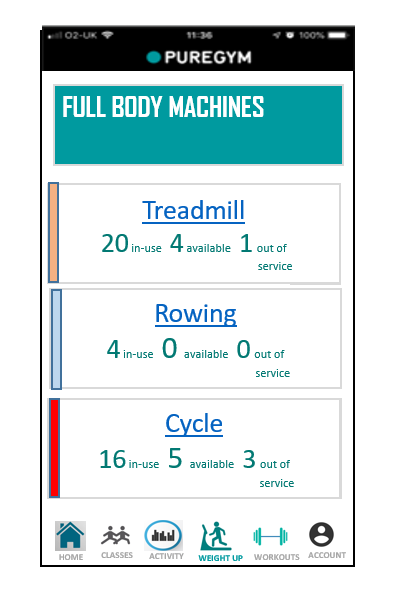 O2-UK 11:36 100%
PUREGYM
FULL BODY MACHINES
Treadmill
20 in-use 4 available 1 out of
service
Rowing
4 in-use 0 available 0 out of
service
Cycle
16 in-use 5 available 3 out of
service
HOME CLASSES ACTIVITY WEIGHT UP WORKOUTS ACCOUNT